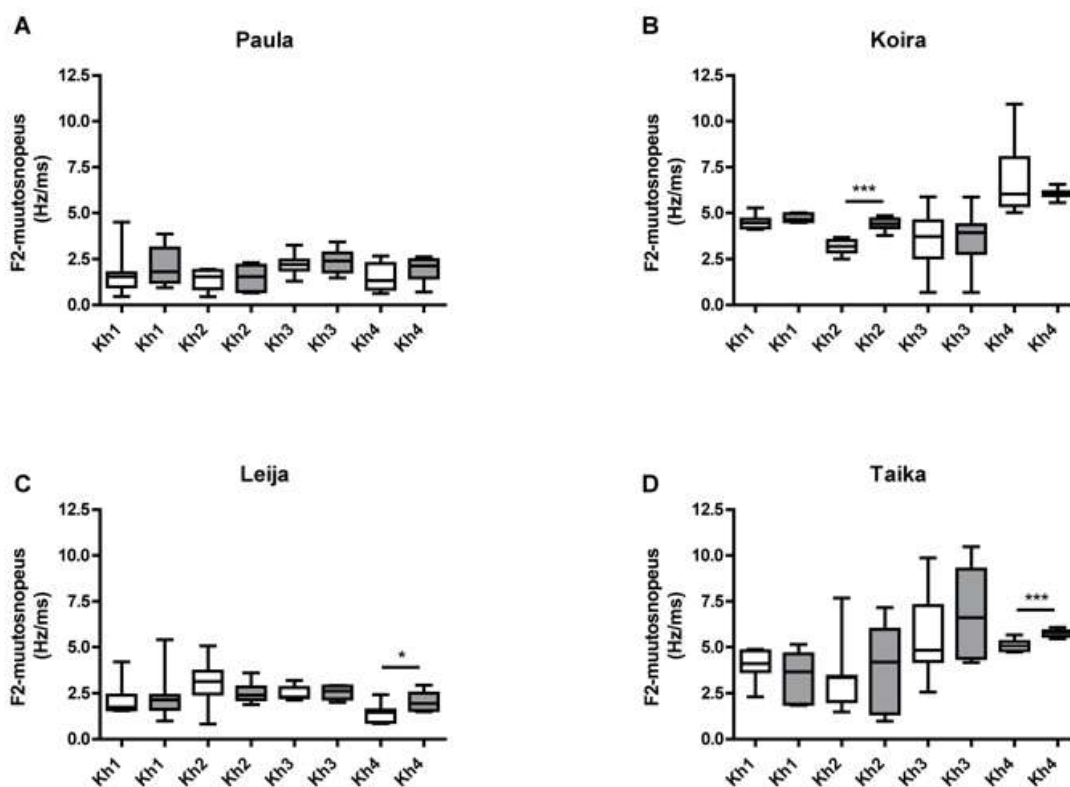 A
Paula
F2-muutosnopeus
(Hz/ms)
12.5
10.0
7.5
5.0
2.5
0.0
Kh1
Kh1
Kh2
Kh2
Kh3
Kh3
Kh4
Kh4
B
Koira
F2-muutosnopeus
(Hz/ms)
12.5
10.0
7.5
5.0
2.5
0.0
***
Kh1
Kh1
Kh2
Kh2
Kh3
Kh3
Kh4
Kh4
C
Leija
F2-muutosnopeus
(Hz/ms)
12.5
10.0
7.5
5.0
2.5
0.0
*
Kh1
Kh1
Kh2
Kh2
Kh3
Kh3
Kh4
Kh4
D
Taika
F2-muutosnopeus
(Hz/ms)
12.5
10.0
7.5
5.0
2.5
0.0
***
Kh1
Kh1
Kh2
Kh2
Kh3
Kh3
Kh4
Kh4